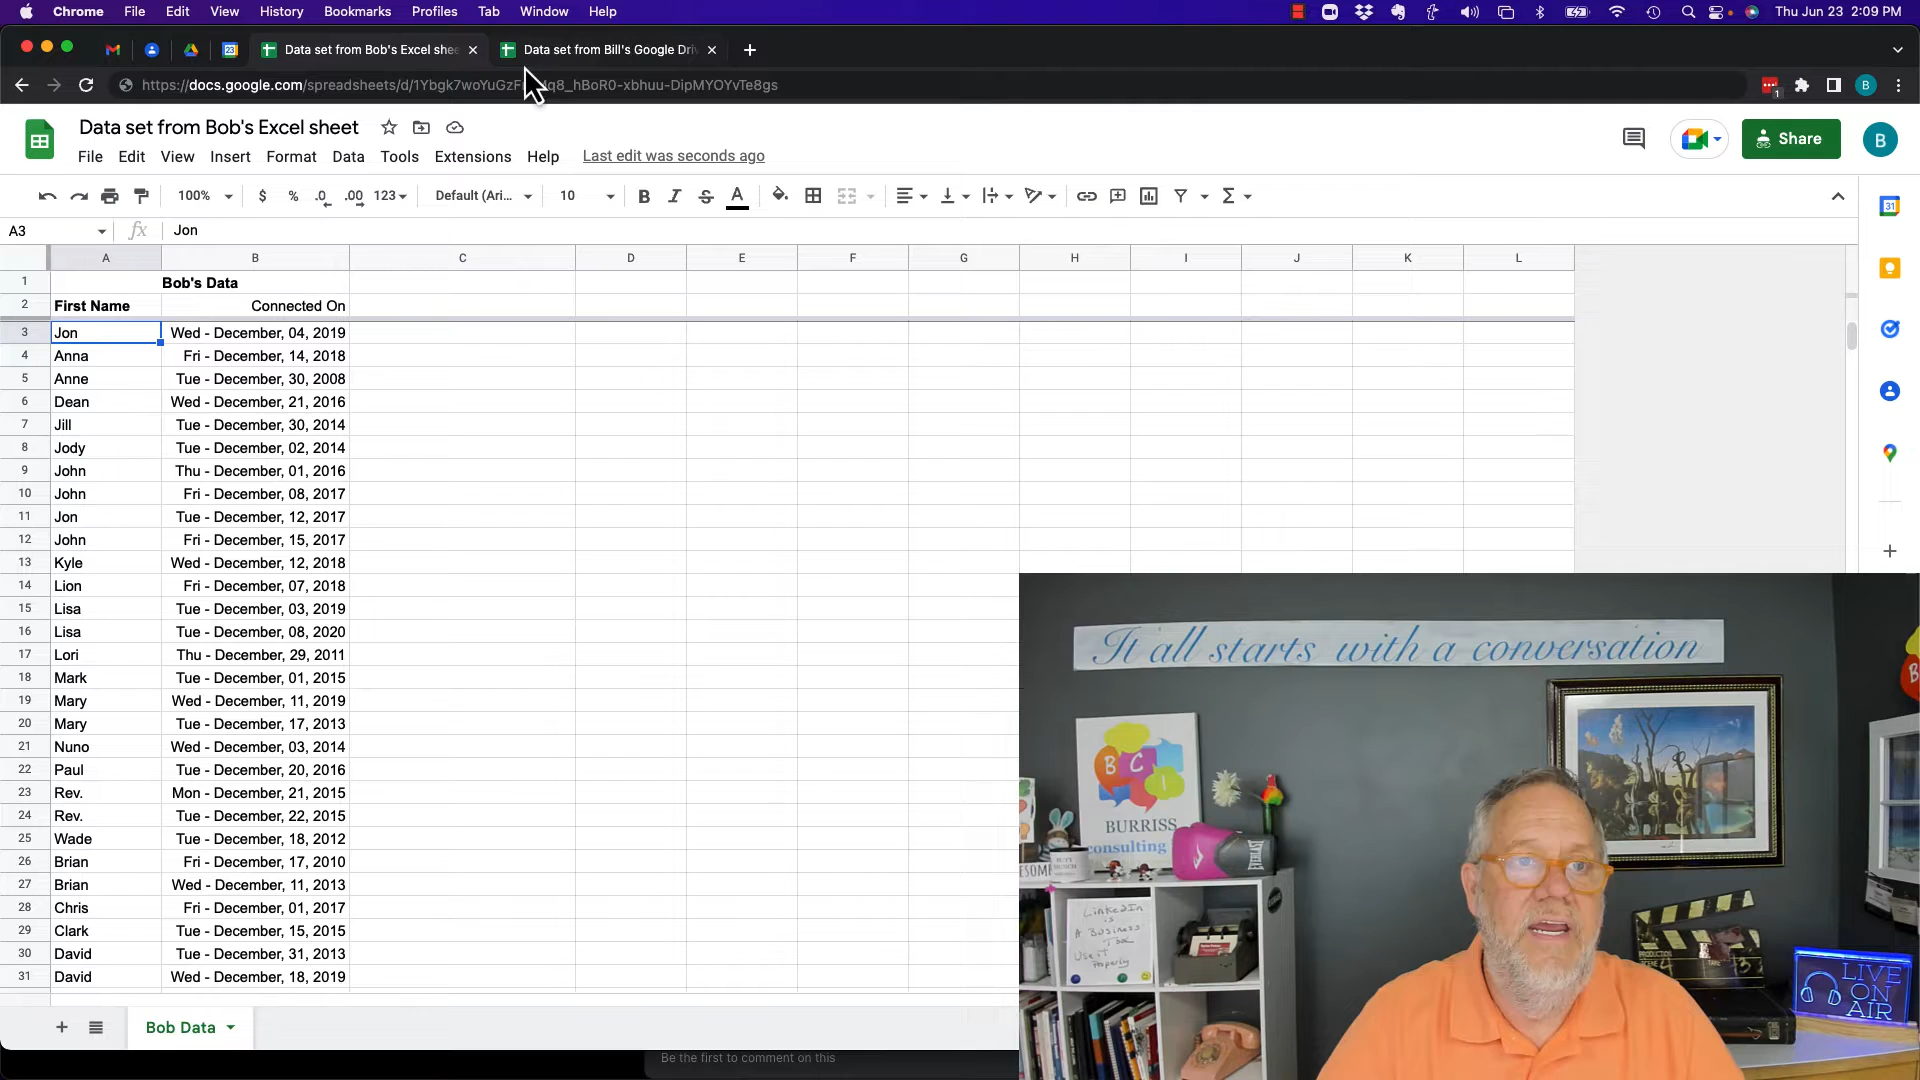 Chrome File Edit View History Bookmarks Profiles Tab Window Help Thu Jun 23 2:09 PM
Data set from Bob's Excel shee Data set from Bill's Google Dri
docs.google.com
Data set from Bob's Excel sheet
File Edit View Insert Format Data Tools Extensions Help Last edit was seconds ago
Share B
100% $ % .0 .00 123 Default (Ari... 10 B I S A
A3 fx Jon
A B C D E F G H I J K L
1 Bob's Data
2 First Name Connected On
3 Jon Wed - December, 04, 2019
4 Anna Fri - December, 14, 2018
5 Anne Tue - December, 30, 2008
6 Dean Wed - December, 21, 2016
7 Jill Tue - December, 30, 2014
8 Jody Tue - December, 02, 2014
9 John Thu - December, 01, 2016
10 John Fri - December, 08, 2017
11 Jon Tue - December, 12, 2017
12 John Fri - December, 15, 2017
13 Kyle Wed - December, 12, 2018
14 Lion Fri - December, 07, 2018
15 Lisa Tue - December, 03, 2019
16 Lisa Tue - December, 08, 2020
17 Lori Thu - December, 29, 2011
18 Mark Tue - December, 01, 2015
19 Mary Wed - December, 11, 2019
20 Mary Tue - December, 17, 2013
21 Nuno Wed - December, 03, 2014
22 Paul Tue - December, 20, 2016
23 Rev. Mon - December, 21, 2015
24 Rev. Tue - December, 22, 2015
25 Wade Tue - December, 18, 2012
26 Brian Fri - December, 17, 2010
27 Brian Wed - December, 11, 2013
28 Chris Fri - December, 01, 2017
29 Clark Tue - December, 15, 2015
30 David Tue - December, 31, 2013
31 David Wed - December, 18, 2019
Bob Data
Be the first to comment on this
It all starts with a conversation
B C I
BURRISS
consulting
EVERLAST
LinkedIn
is
A Business
Tool
Use it
Properly
LIVE
ON
AIR